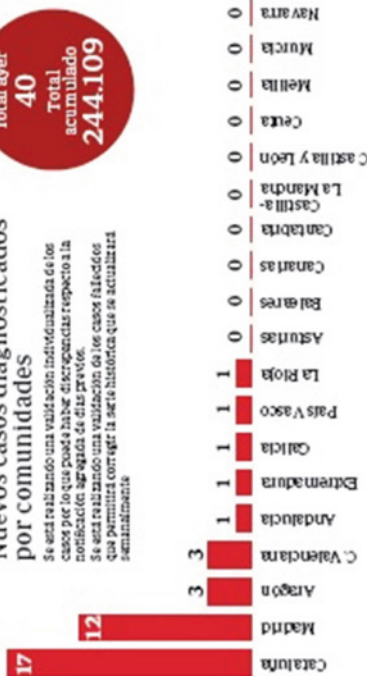 Nuevos casos diagnosticados
por comunidades
Se está realizando una validación individualizada de los
casos por lo que puede haber discrepancias respecto a la
notificación agregada de días previos.
Se está realizando una validación de los casos fallecidos
que permitirá corregir la serie histórica que se actualizará
semanalmente
Total ayer
40
Total
acumulado
244.109
17
Cataluña
12
Madrid
3
Aragón
3
C. Valenciana
1
Andalucía
1
Extremadura
1
Galicia
1
País Vasco
1
La Rioja
0
Asturias
0
Baleares
0
Canarias
0
Cantabria
0
Castilla-
La Mancha
0
Castilla y León
0
Ceuta
0
Melilla
0
Murcia
0
Navarra